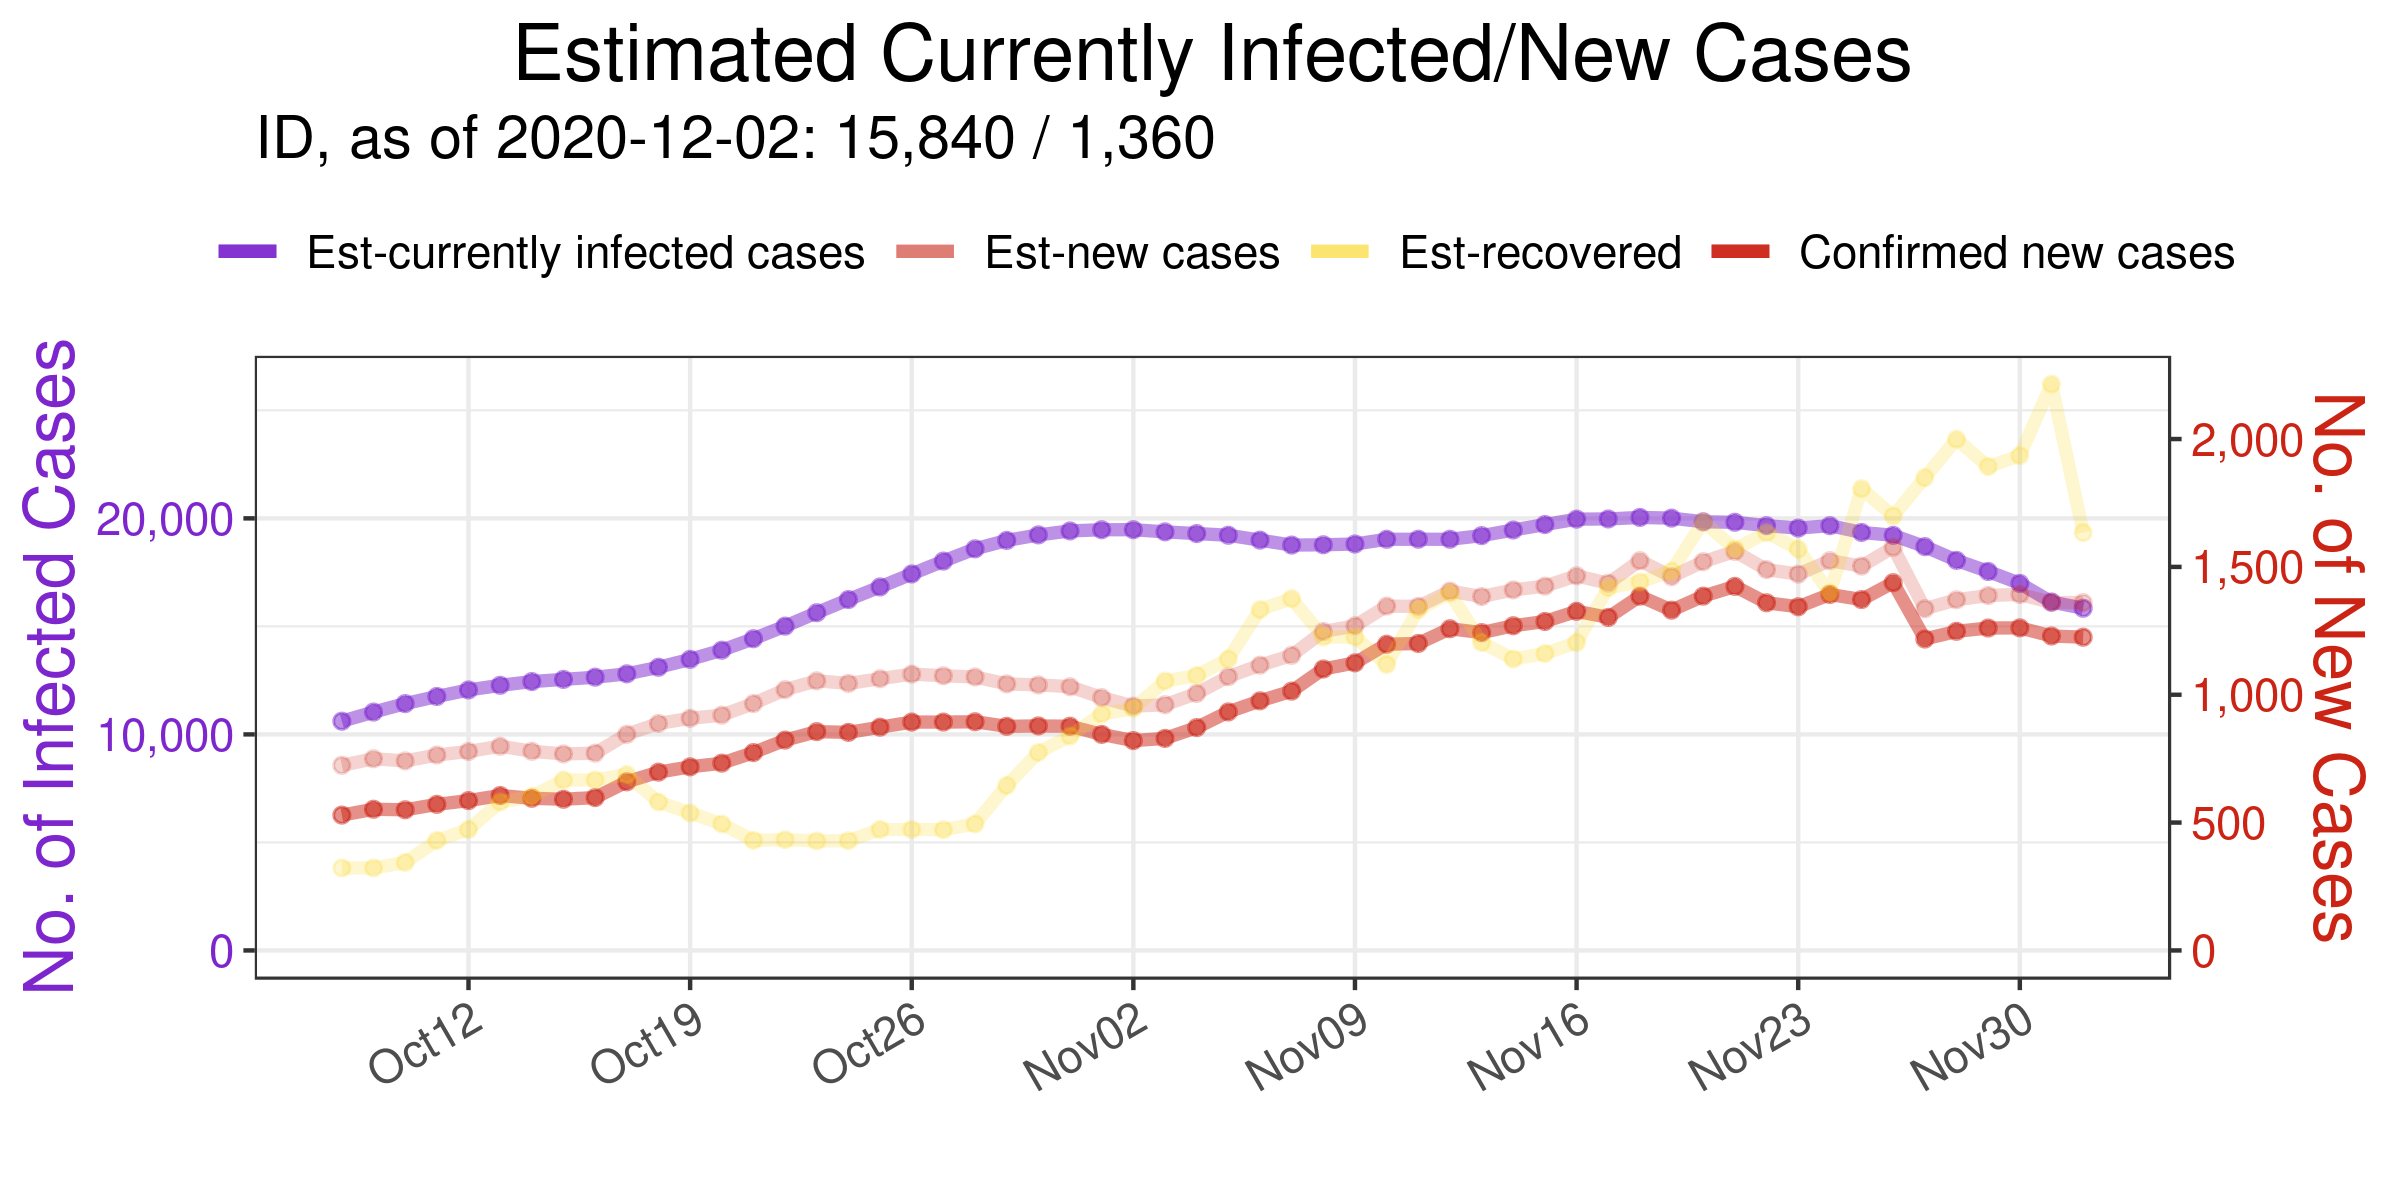 Estimated Currently Infected/New Cases
ID, as of 2020-12-02: 15,840 / 1,360
Est-currently infected cases Est-new cases Est-recovered Confirmed new cases
No. of Infected Cases
20,000
10,000
0
2,000
1,500
1,000
500
0
No. of New Cases
Oct12 Oct19 Oct26 Nov02 Nov09 Nov16 Nov23 Nov30